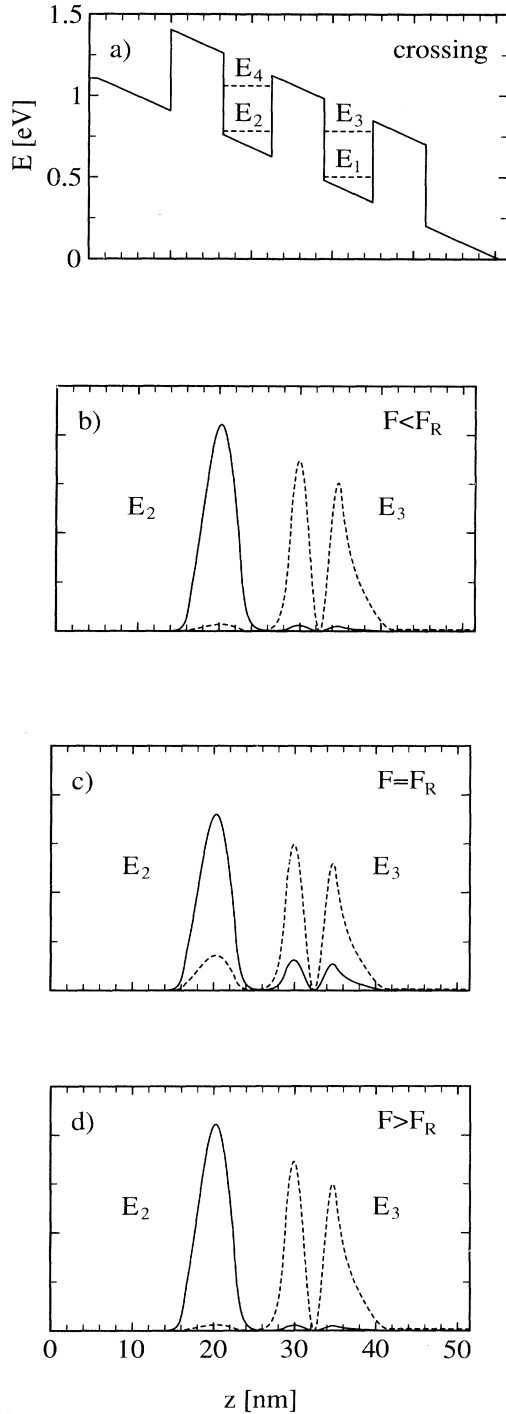 1.5
a)
crossing
E4
1
E2
E3
E [eV]
0.5
E1
0
b)
F<FR
E2
E3
c)
F=FR
E2
E3
d)
F>FR
E2
E3
0
10
20
30
40
50
z [nm]